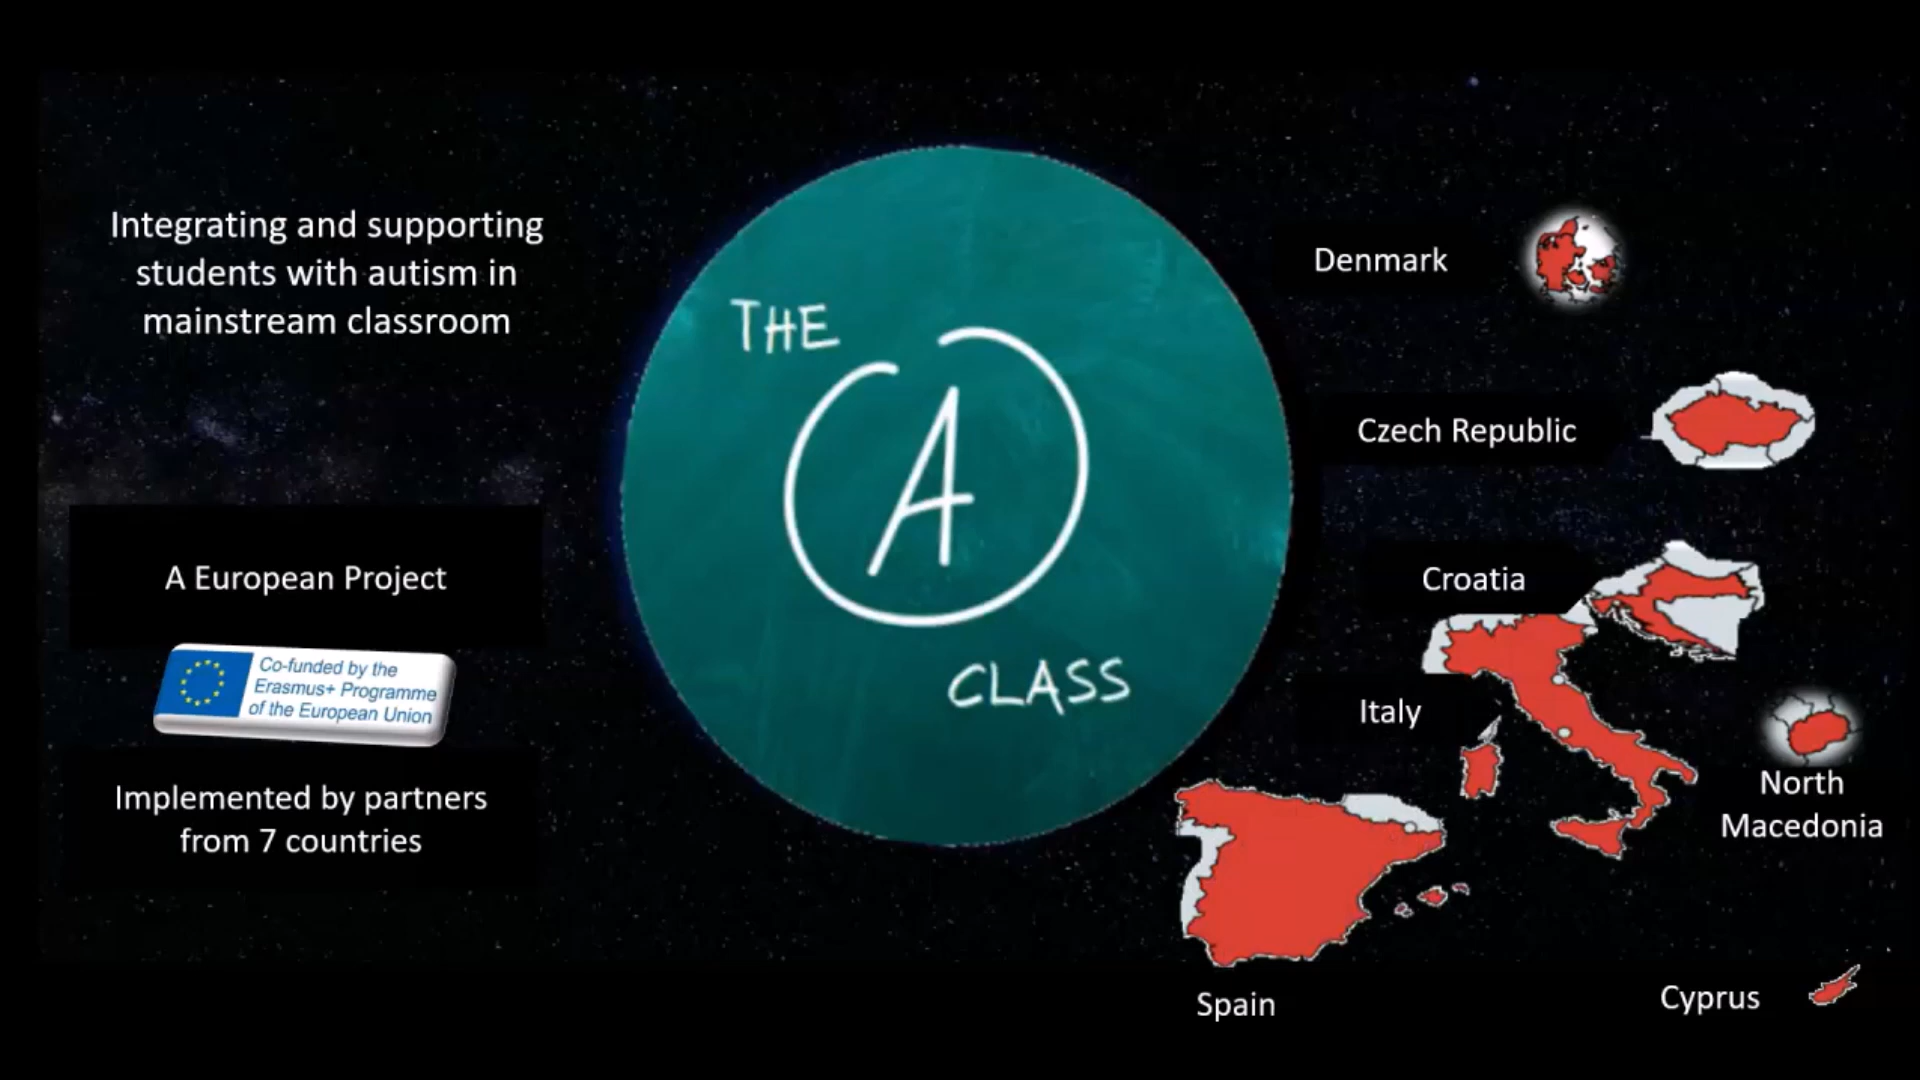 Integrating and supporting
students with autism in
mainstream classroom
A European Project
Co-funded by the
Erasmus+ Programme
of the European Union
Implemented by partners
from 7 countries
THE
A
CLASS
Denmark
Czech Republic
Croatia
Italy
North
Macedonia
Spain
Cyprus